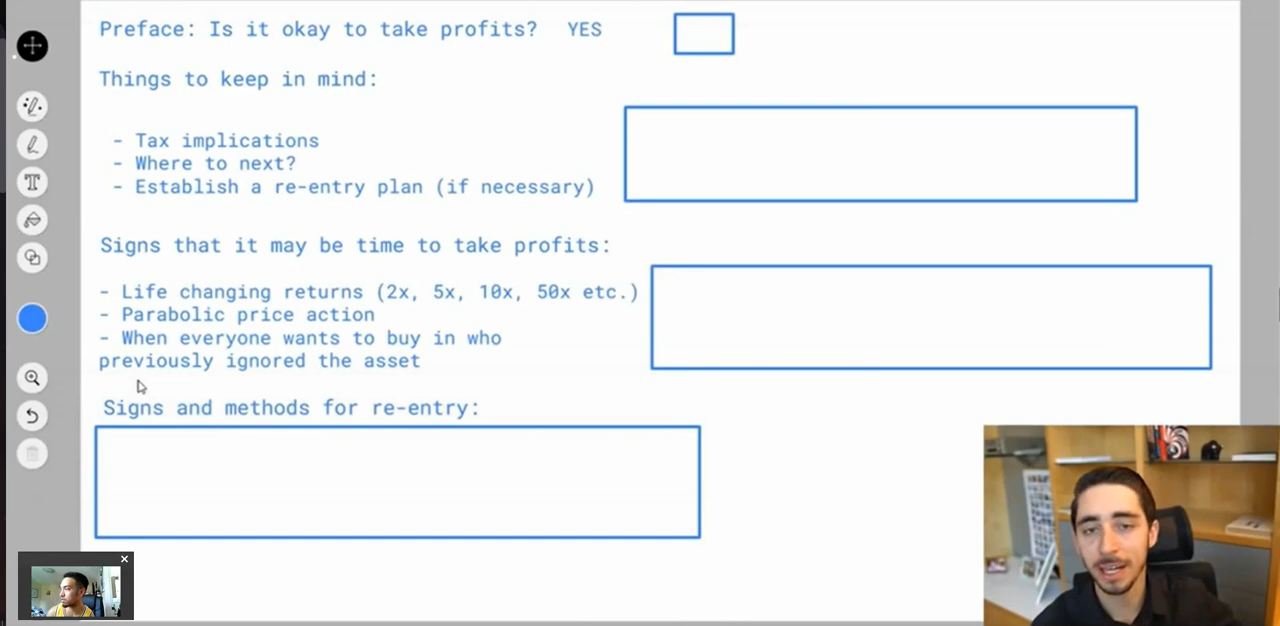 Preface: Is it okay to take profits? YES
Things to keep in mind:
- Tax implications
- Where to next?
- Establish a re-entry plan (if necessary)
Signs that it may be time to take profits:
- Life changing returns (2x, 5x, 10x, 50x etc.)
- Parabolic price action
- When everyone wants to buy in who
previously ignored the asset
Signs and methods for re-entry: